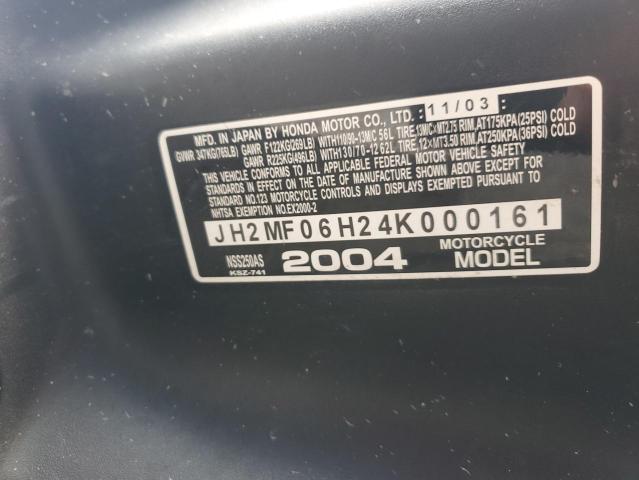 MFD. IN JAPAN BY HONDA MOTOR CO., LTD. 11/03
GVWR 347KG(765LB) GAWR F122KG(269LB) WITH110/90-13M/C 56L TIRE,13M/C×MT2.75 RIM,AT175KPA(25PSI) COLD
GAWR R225KG(496LB) WITH130/70-12 62L TIRE,12×MT3.50 RIM,AT250KPA(36PSI) COLD
THIS VEHICLE CONFORMS TO ALL APPLICABLE FEDERAL MOTOR VEHICLE SAFETY
STANDARDS IN EFFECT ON THE DATE OF MANUFACTURE SHOWN ABOVE EXCEPT FOR
STANDARD NO.123 MOTORCYCLE CONTROLS AND DISPLAYS EXEMPTED PURSUANT TO
NHTSA EXEMPTION NO.EX2000-2
JH2MF06H24K000161
NSS250AS 2004 MOTORCYCLE
KSZ-741 MODEL